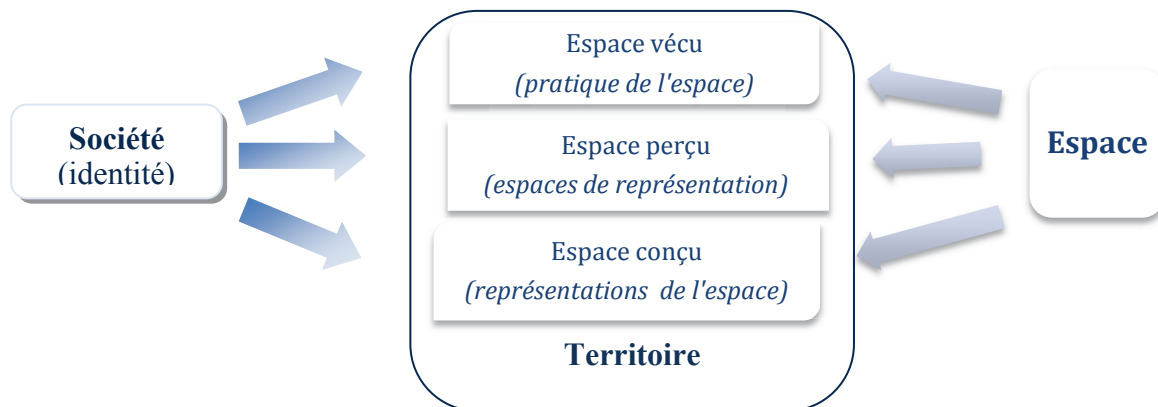 Société
(identité)
Espace vécu
(pratique de l'espace)
Espace perçu
(espaces de représentation)
Espace conçu
(représentations de l'espace)
Territoire
Espace